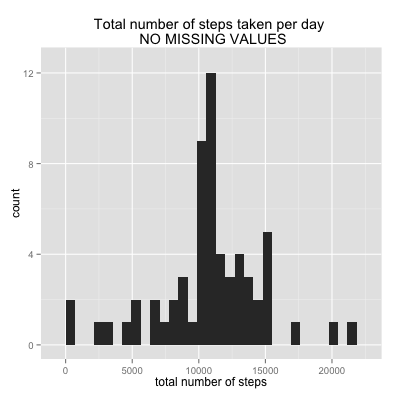 Total number of steps taken per day
NO MISSING VALUES
12
8
4
0
count
0 5000 10000 15000 20000
total number of steps